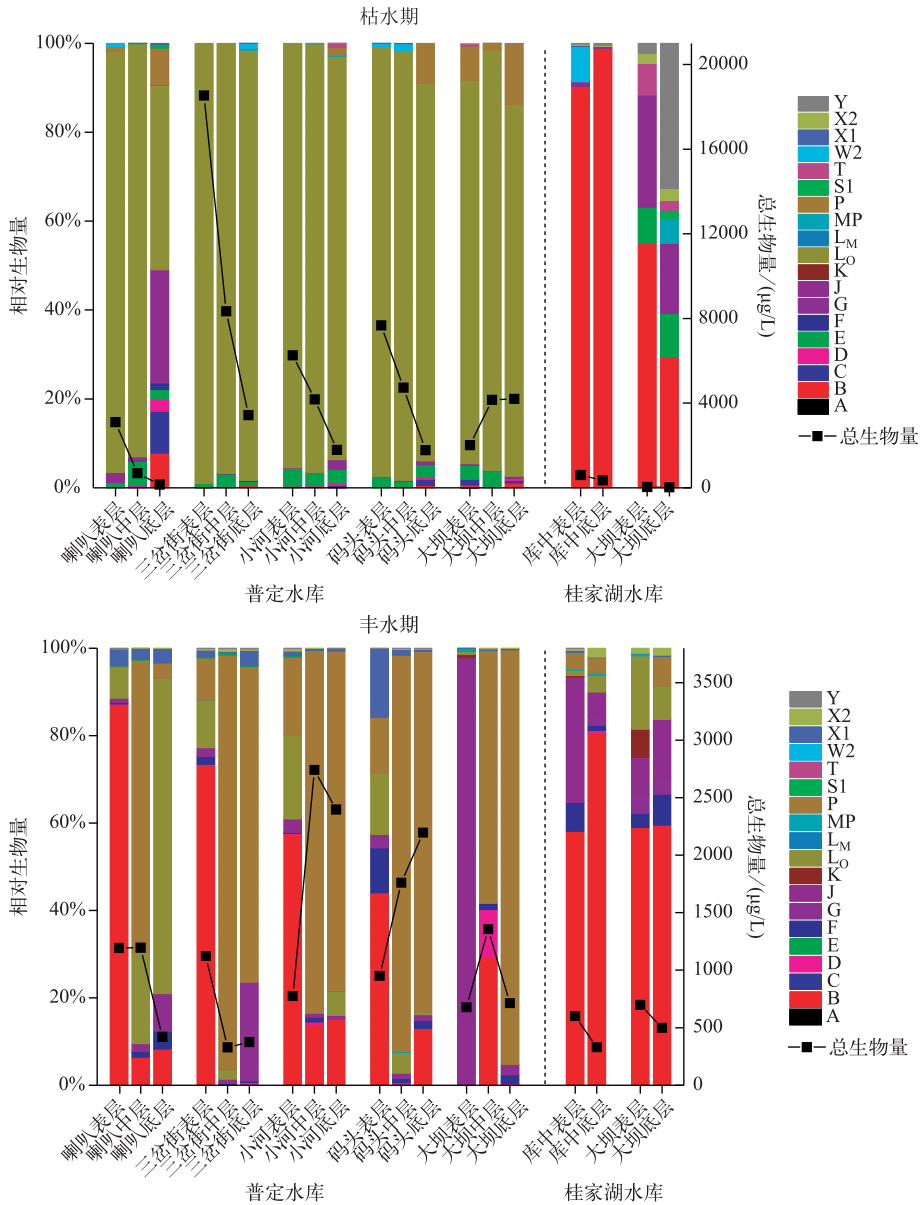 枯水期
100%
80%
60%
40%
20%
0%
相对生物量
20000
16000
12000
8000
4000
0
总生物量/(μg/L)
Y
X2
X1
W2
T
S1
P
MP
LM
LO
K
J
G
F
E
D
C
B
A
总生物量
喇叭表层
喇叭中层
喇叭底层
三岔街表层
三岔街中层
三岔街底层
小河表层
小河中层
小河底层
码头表层
码头中层
码头底层
大坝表层
大坝中层
大坝底层
库中表层
库中底层
大坝表层
大坝底层
普定水库
桂家湖水库
丰水期
100%
80%
60%
40%
20%
0%
相对生物量
3500
3000
2500
2000
1500
1000
500
0
总生物量/(μg/L)
Y
X2
X1
W2
T
S1
P
MP
LM
LO
K
J
G
F
E
D
C
B
A
总生物量
喇叭表层
喇叭中层
喇叭底层
三岔街表层
三岔街中层
三岔街底层
小河表层
小河中层
小河底层
码头表层
码头中层
码头底层
大坝表层
大坝中层
大坝底层
库中表层
库中底层
大坝表层
大坝底层
普定水库
桂家湖水库